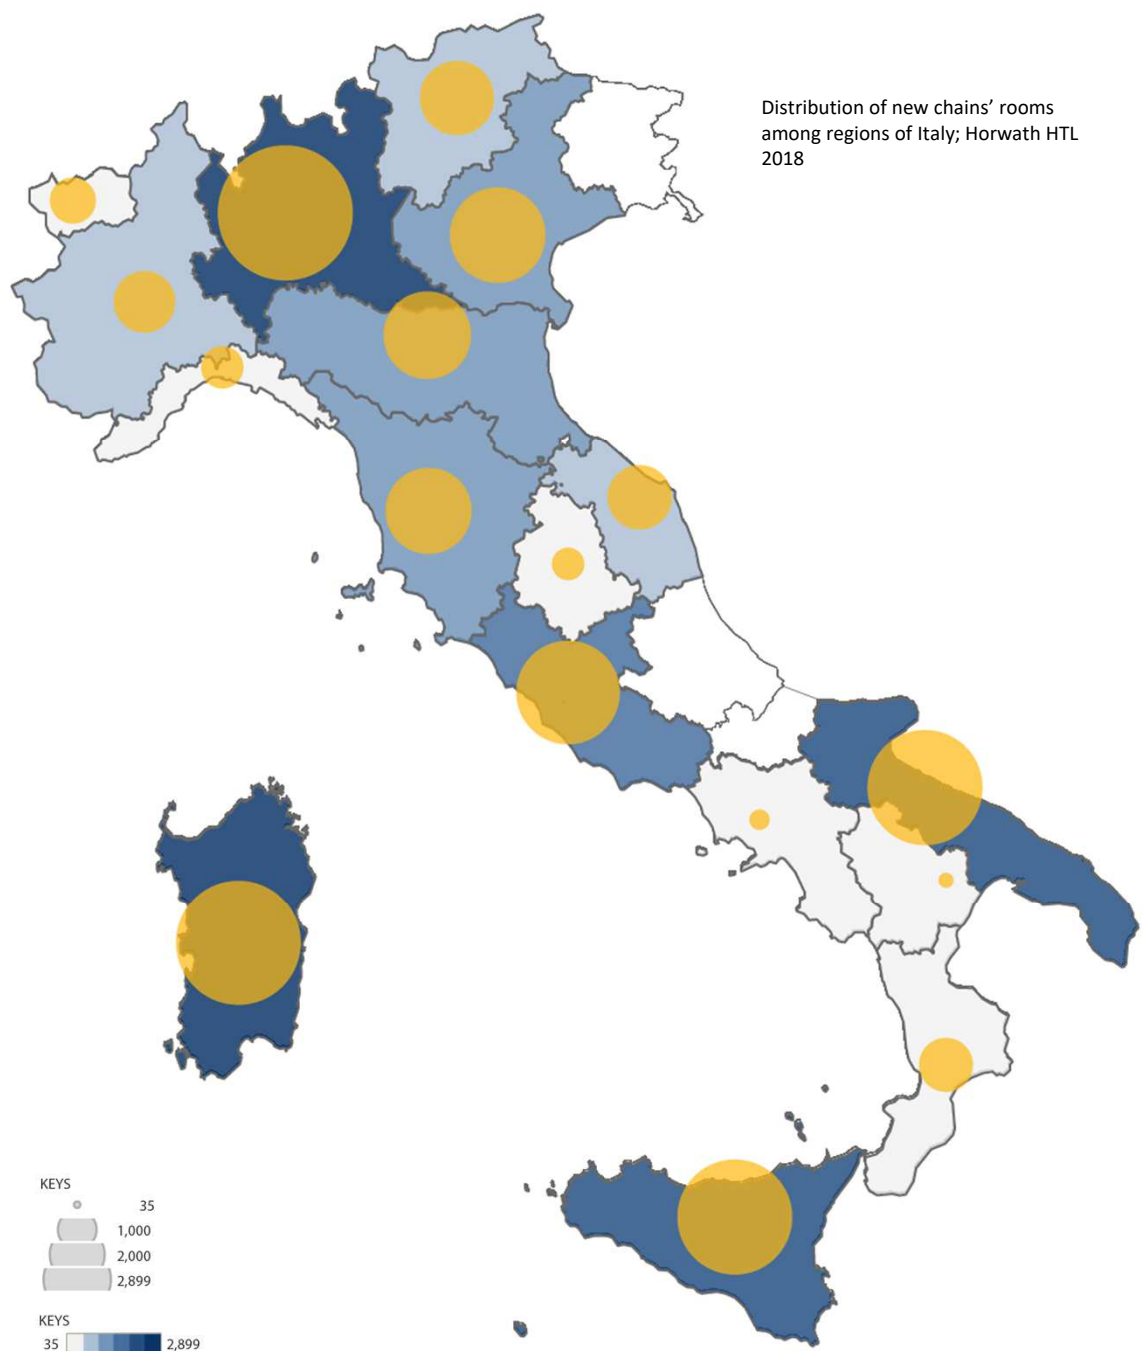 Distribution of new chains’ rooms
among regions of Italy; Horwath HTL
2018
KEYS
35
1,000
2,000
2,899
KEYS
35 2,899